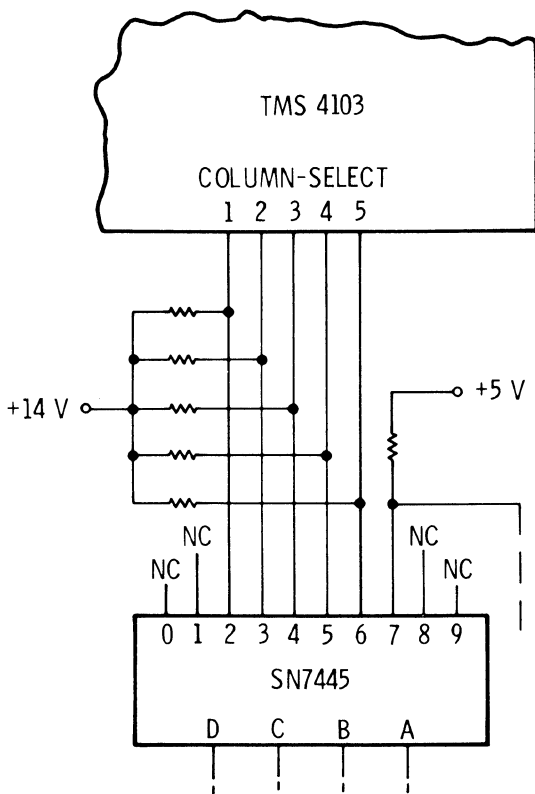 TMS 4103
COLUMN-SELECT
1 2 3 4 5
+14 V
+5 V
NC
NC
NC
NC
0 1 2 3 4 5 6 7 8 9
SN7445
D C B A